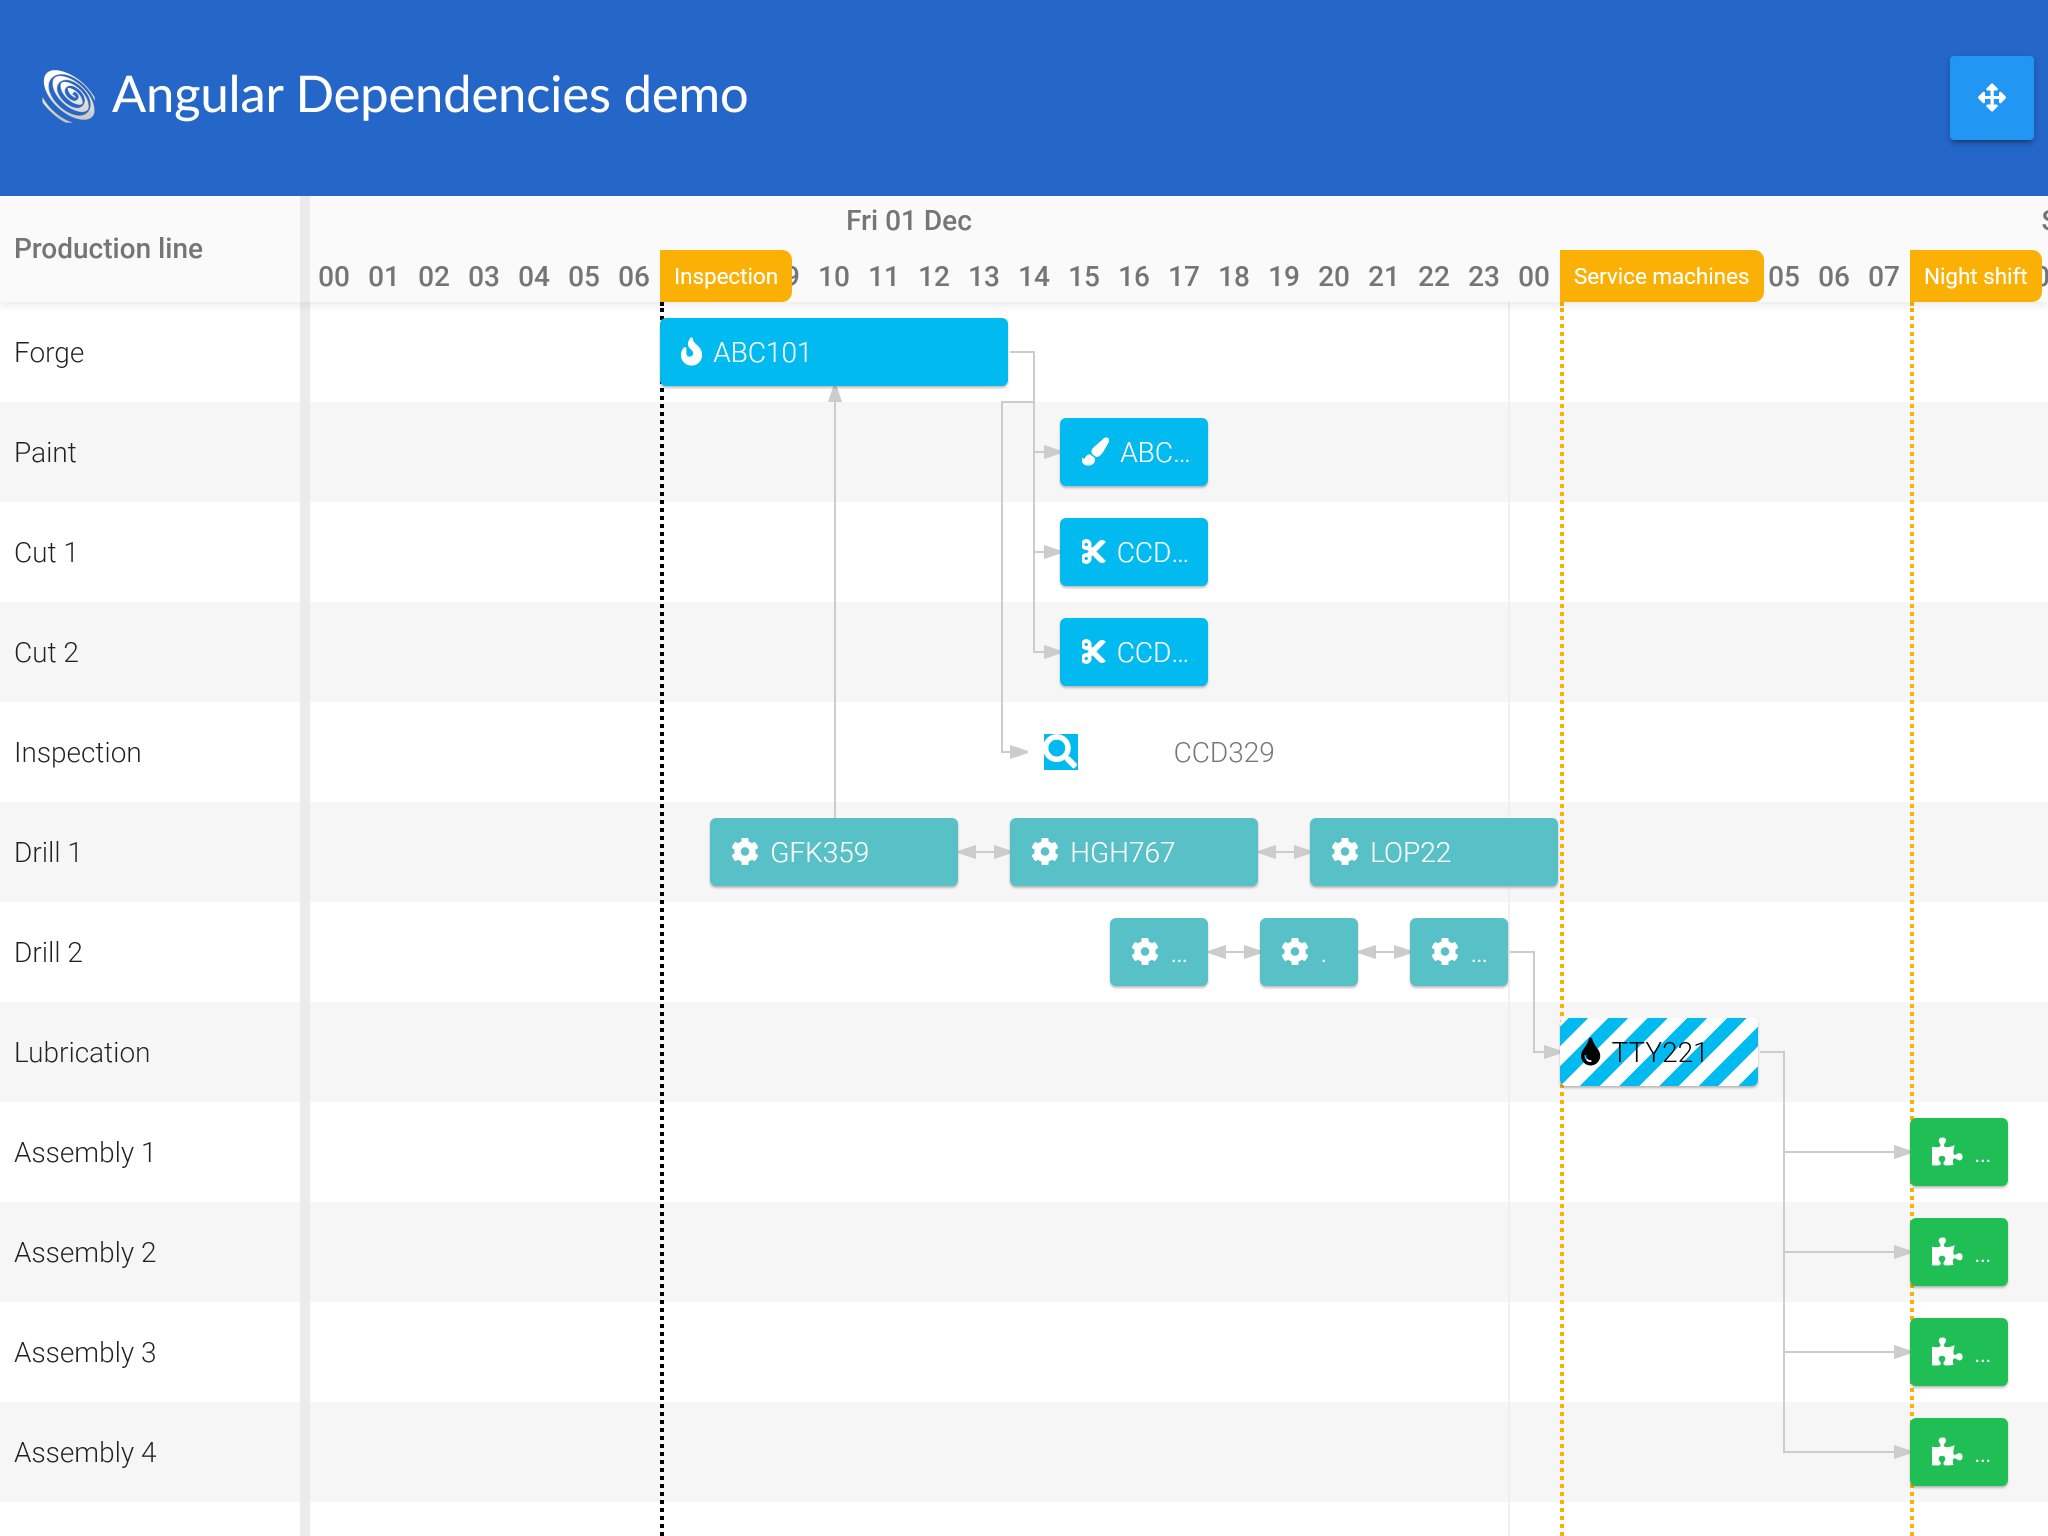 Angular Dependencies demo
Production line
Fri 01 Dec
00 01 02 03 04 05 06 Inspection 9 10 11 12 13 14 15 16 17 18 19 20 21 22 23 00 Service machines 05 06 07 Night shift
Forge
ABC101
Paint
ABC...
Cut 1
CCD...
Cut 2
CCD...
Inspection
CCD329
Drill 1
GFK359
HGH767
LOP22
Drill 2
...
.
...
Lubrication
TTY221
Assembly 1
...
Assembly 2
...
Assembly 3
...
Assembly 4
...